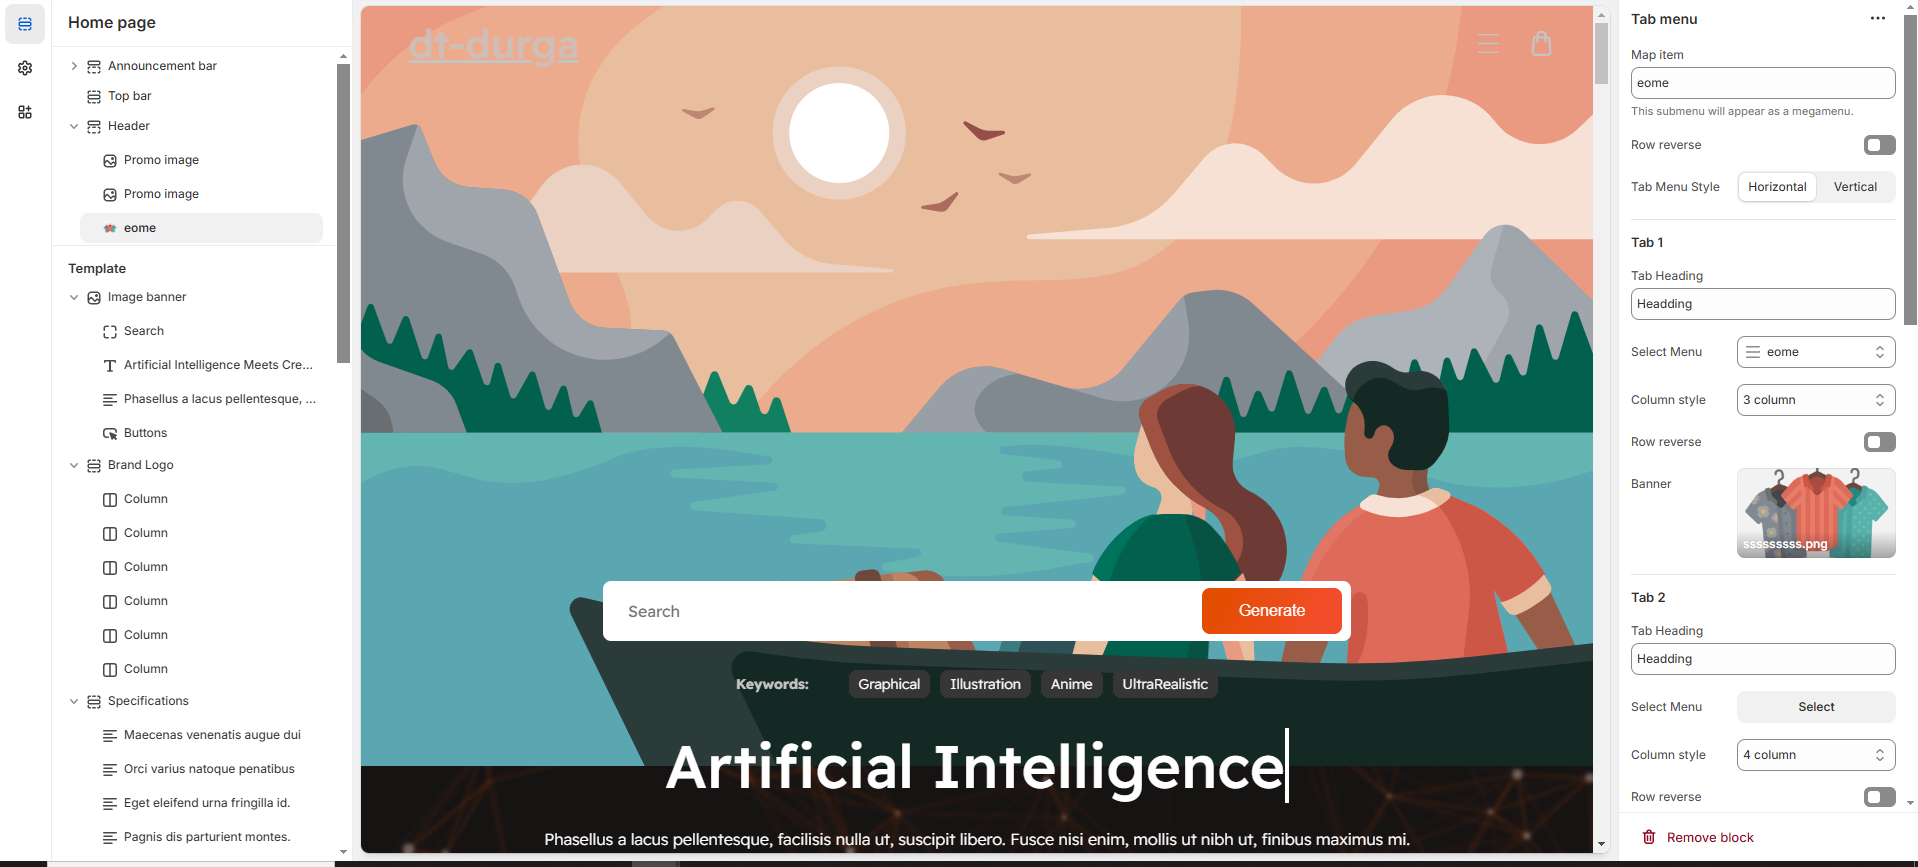 Home page
Announcement bar
Top bar
Header
Promo image
Promo image
eome
Template
Image banner
Search
Artificial Intelligence Meets Cre...
Phasellus a lacus pellentesque, ...
Buttons
Brand Logo
Column
Column
Column
Column
Column
Column
Specifications
Maecenas venenatis augue dui
Orci varius natoque penatibus
Eget eleifend urna fringilla id.
Pagnis dis parturient montes.
dt-durga
Search
Generate
Keywords:
Graphical
Illustration
Anime
UltraRealistic
Artificial Intelligence
Phasellus a lacus pellentesque, facilisis nulla ut, suscipit libero. Fusce nisi enim, mollis ut nibh ut, finibus maximus mi.
Tab menu
Map item
eome
This submenu will appear as a megamenu.
Row reverse
Tab Menu Style
Horizontal
Vertical
Tab 1
Tab Heading
Headding
Select Menu
eome
Column style
3 column
Row reverse
Banner
sssssssss.png
Tab 2
Tab Heading
Headding
Select Menu
Select
Column style
4 column
Row reverse
Remove block